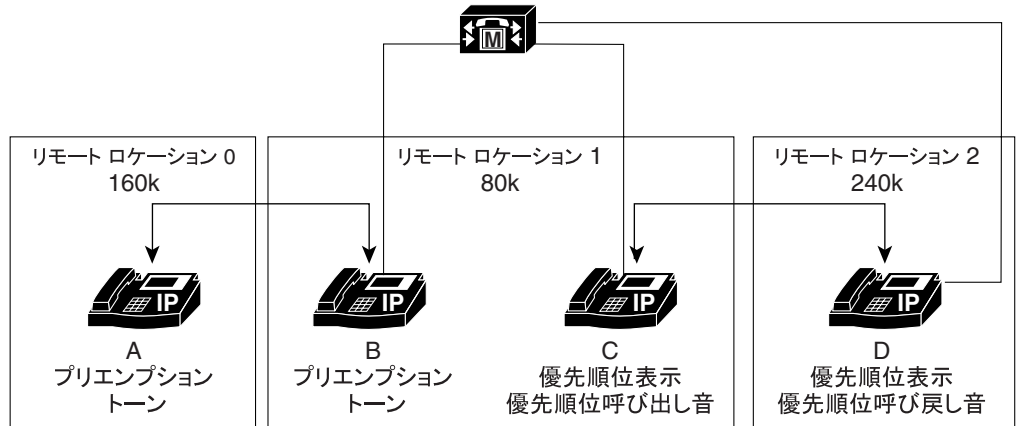 M
リモート ロケーション 0
160k
リモート ロケーション 1
80k
リモート ロケーション 2
240k
IP
IP
IP
IP
A
プリエンプション
トーン
B
プリエンプション
トーン
C
優先順位表示
優先順位呼び出し音
D
優先順位表示
優先順位呼び戻し音